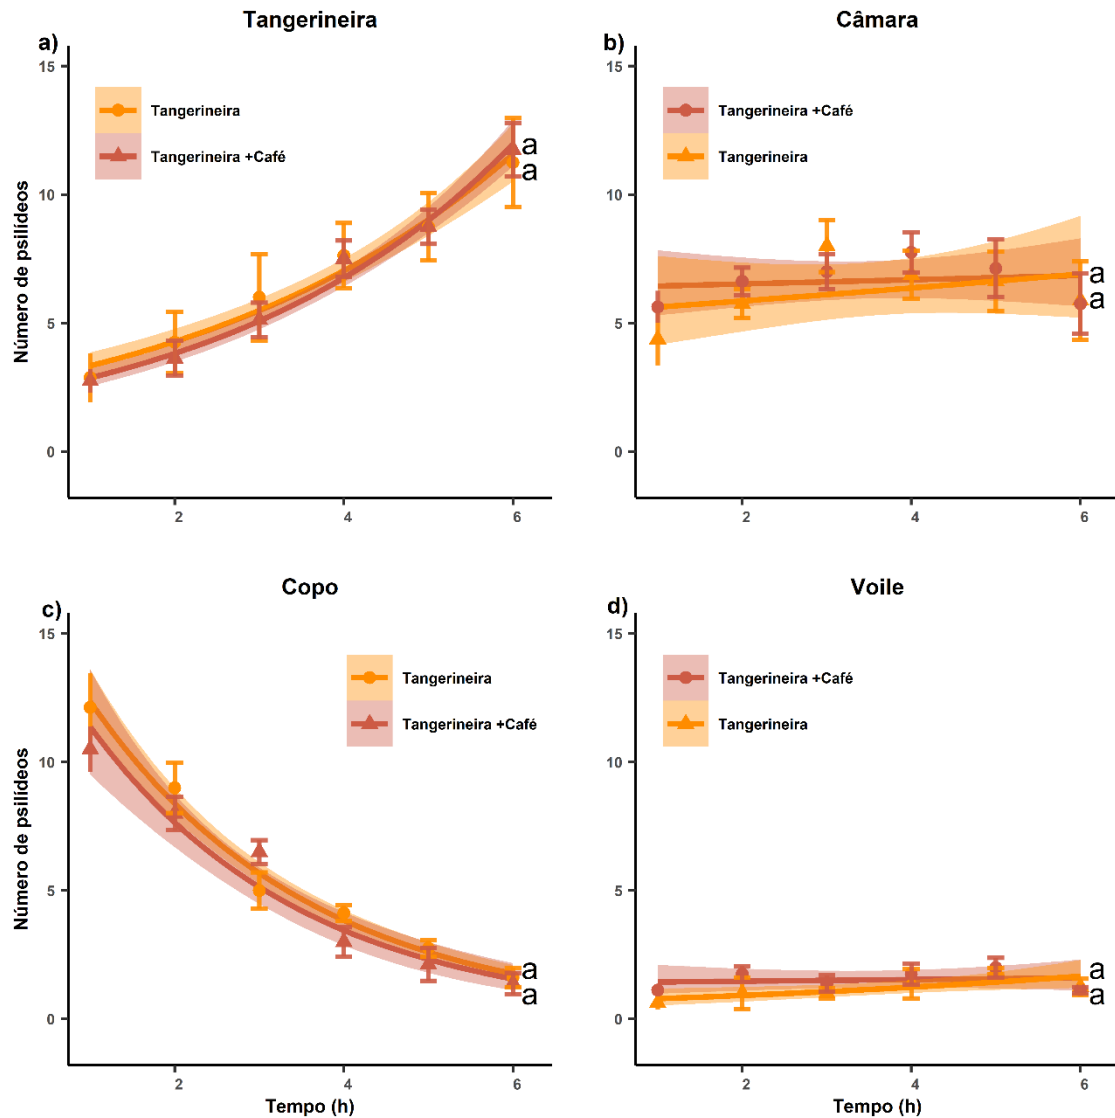 Tangerineira
a)
Número de psilídeos
15
10
5
0
Tangerineira
Tangerineira +Café
a
a
2
4
6
Câmara
b)
15
10
5
0
Tangerineira +Café
Tangerineira
a
a
2
4
6
Copo
c)
Número de psilídeos
15
10
5
0
Tangerineira
Tangerineira +Café
a
a
2
4
6
Tempo (h)
Voile
d)
15
10
5
0
Tangerineira +Café
Tangerineira
a
a
2
4
6
Tempo (h)